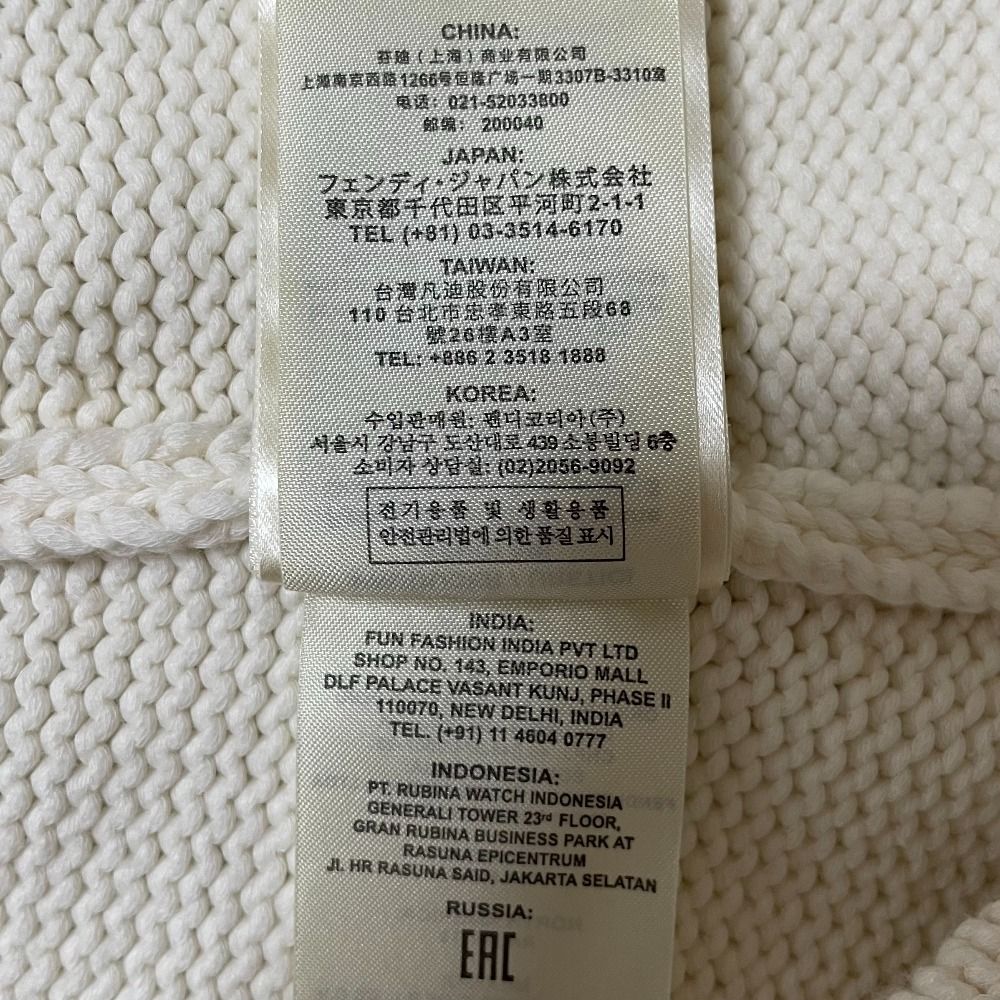 CHINA:
芬迪（上海）商业有限公司
上海南京西路1266号恒隆广场一期3307B-3310室
电话： 021-52033800
邮编： 200040
JAPAN:
フェンディ・ジャパン株式会社
東京都千代田区平河町2-1-1
TEL (+81) 03-3514-6170
TAIWAN:
台灣凡迪股份有限公司
110 台北市忠孝東路五段68
號26樓A3室
TEL: +886 2 3518 1888
KOREA:
수입판매원: 펜디코리아(주)
서울시 강남구 도산대로 439 소봉빌딩 6층
소비자 상담실: (02)2056-9092
전기용품 및 생활용품
안전관리법에 의한 품질 표시
INDIA:
FUN FASHION INDIA PVT LTD
SHOP NO. 143, EMPORIO MALL
DLF PALACE VASANT KUNJ, PHASE II
110070, NEW DELHI, INDIA
TEL. (+91) 11 4604 0777
INDONESIA:
PT. RUBINA WATCH INDONESIA
GENERALI TOWER 23rd FLOOR,
GRAN RUBINA BUSINESS PARK AT
RASUNA EPICENTRUM
Jl. HR RASUNA SAID, JAKARTA SELATAN
RUSSIA:
EAC